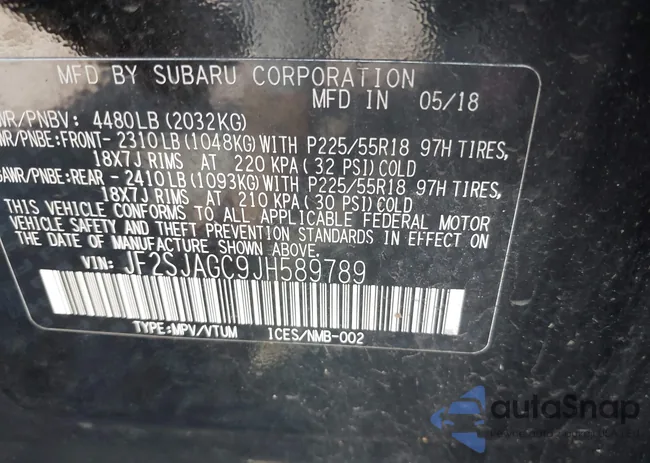 MFD BY SUBARU CORPORATION
MFD IN 05/18
WR/PNBV: 4480LB (2032KG)
WR/PNBE:FRONT- 2310LB (1048KG) WITH P225/55R18 97H TIRES,
18X7J RIMS AT 220 KPA (32 PSI) COLD
GAWR/PNBE:REAR - 2410LB (1093KG) WITH P225/55R18 97H TIRES,
18X7J RIMS AT 210 KPA (30 PSI) COLD
THIS VEHICLE CONFORMS TO ALL APPLICABLE FEDERAL MOTOR
VEHICLE SAFETY AND THEFT PREVENTION STANDARDS IN EFFECT ON
THE DATE OF MANUFACTURE SHOWN ABOVE.
VIN: JF2SJAGC9JH589789
TYPE:MPV/VTUM ICES/NMB-002
autoSnap